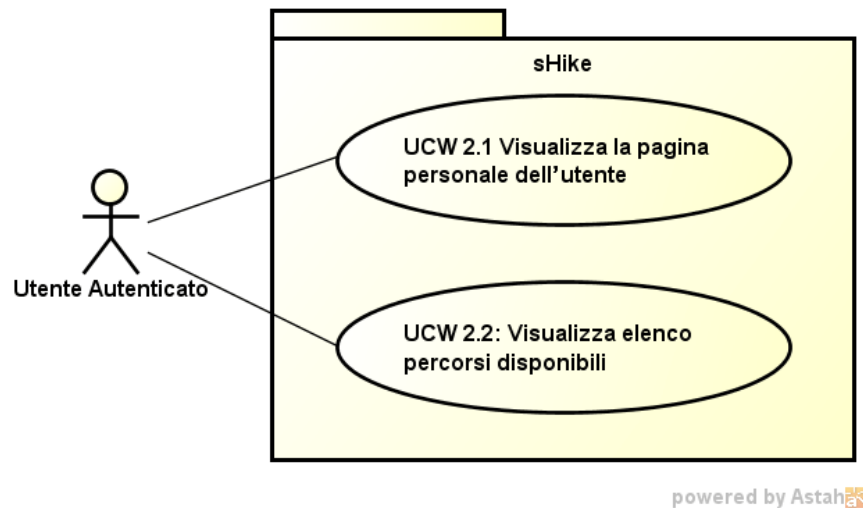 sHike
UCW 2.1 Visualizza la pagina
personale dell'utente
Utente Autenticato
UCW 2.2: Visualizza elenco
percorsi disponibili
powered by Astah